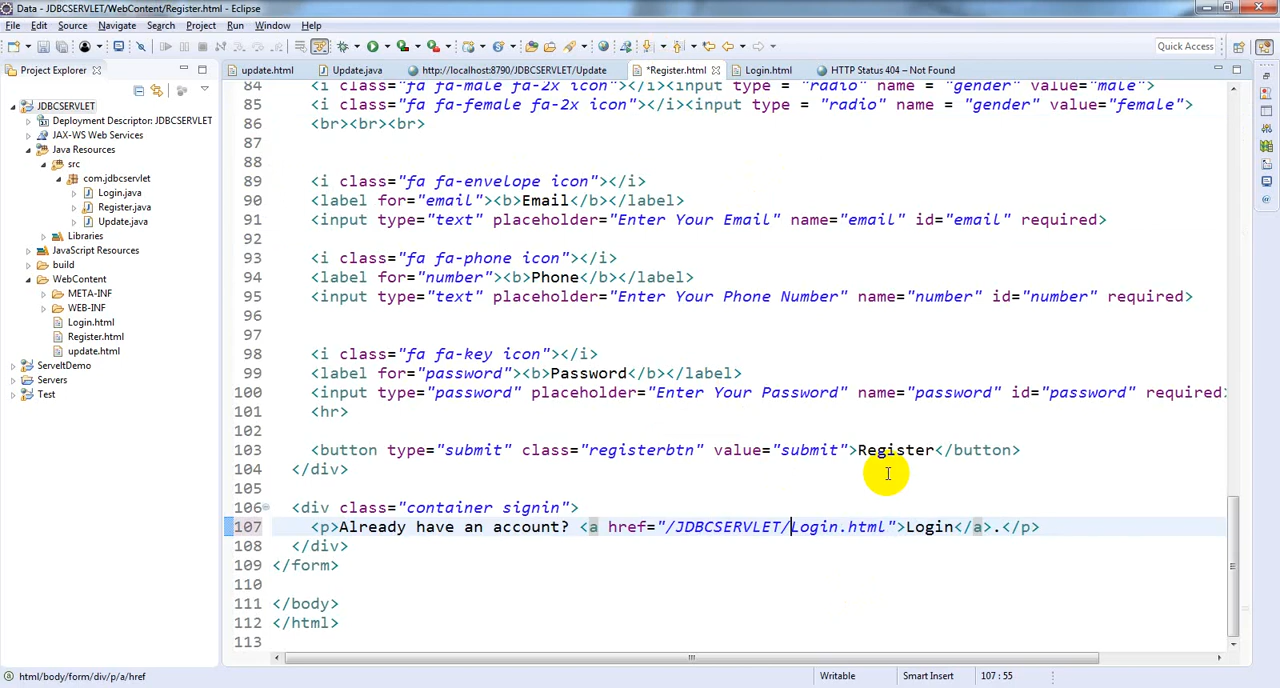 Data - JDBCSERVLET/WebContent/Register.html - Eclipse
File Edit Source Navigate Search Project Run Window Help
Quick Access
Project Explorer
update.html Update.java http://localhost:8790/JDBCSERVLET/Update *Register.html Login.html HTTP Status 404 – Not Found
JDBCSERVLET
Deployment Descriptor: JDBCSERVLET
JAX-WS Web Services
Java Resources
src
com.jdbcservlet
Login.java
Register.java
Update.java
Libraries
JavaScript Resources
build
WebContent
META-INF
WEB-INF
Login.html
Register.html
update.html
ServeltDemo
Servers
Test
84 <i class="fa fa-male fa-2x icon"></i><input type = "radio" name = "gender" value="male">
85 <i class="fa fa-female fa-2x icon"></i><input type = "radio" name = "gender" value="female">
86 <br><br><br>
87
88
89 <i class="fa fa-envelope icon"></i>
90 <label for="email"><b>Email</b></label>
91 <input type="text" placeholder="Enter Your Email" name="email" id="email" required>
92
93 <i class="fa fa-phone icon"></i>
94 <label for="number"><b>Phone</b></label>
95 <input type="text" placeholder="Enter Your Phone Number" name="number" id="number" required>
96
97
98 <i class="fa fa-key icon"></i>
99 <label for="password"><b>Password</b></label>
100 <input type="password" placeholder="Enter Your Password" name="password" id="password" required>
101 <hr>
102
103 <button type="submit" class="registerbtn" value="submit">Register</button>
104 </div>
105
106 <div class="container signin">
107 <p>Already have an account? <a href="/JDBCSERVLET/Login.html">Login</a>.</p>
108 </div>
109 </form>
110
111 </body>
112 </html>
113
html/body/form/div/p/a/href Writable Smart Insert 107 : 55